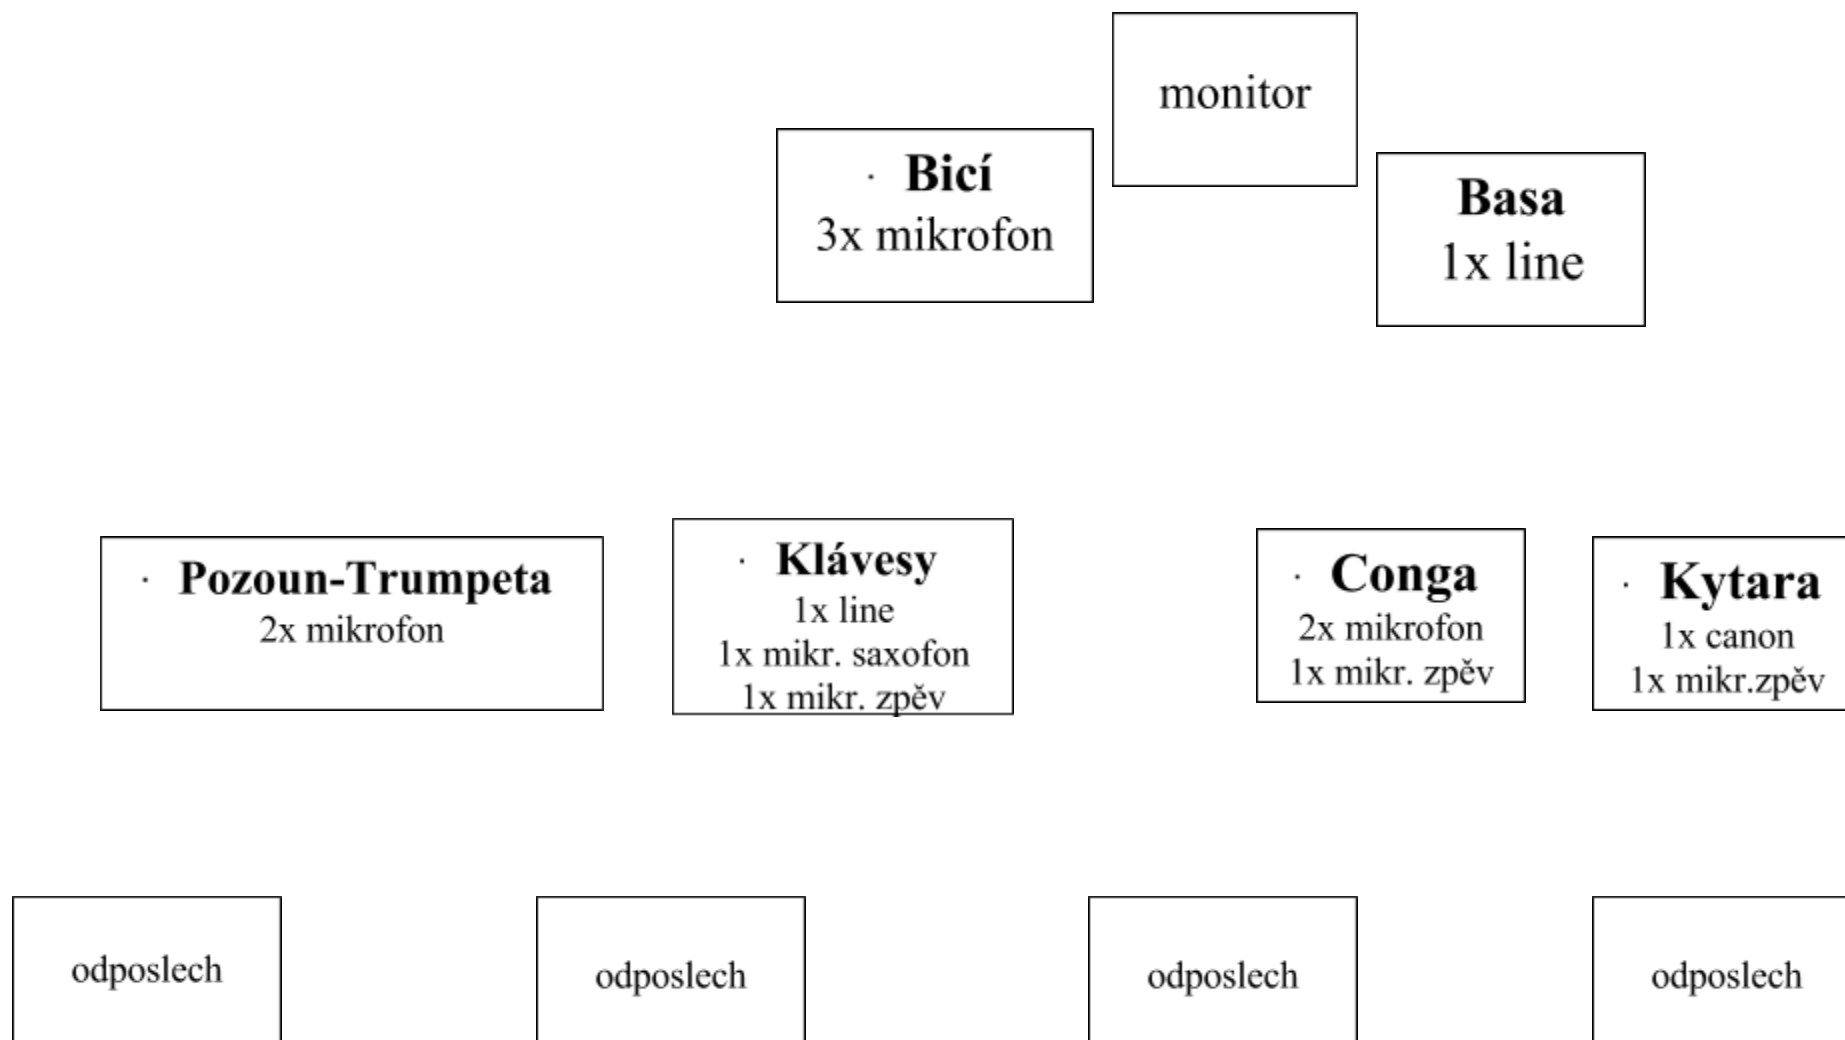 monitor
· Bicí
3x mikrofon
Basa
1x line
· Pozoun-Trumpeta
2x mikrofon
· Klávesy
1x line
1x mikr. saxofon
1x mikr. zpěv
· Conga
2x mikrofon
1x mikr. zpěv
· Kytara
1x canon
1x mikr.zpěv
odposlech
odposlech
odposlech
odposlech